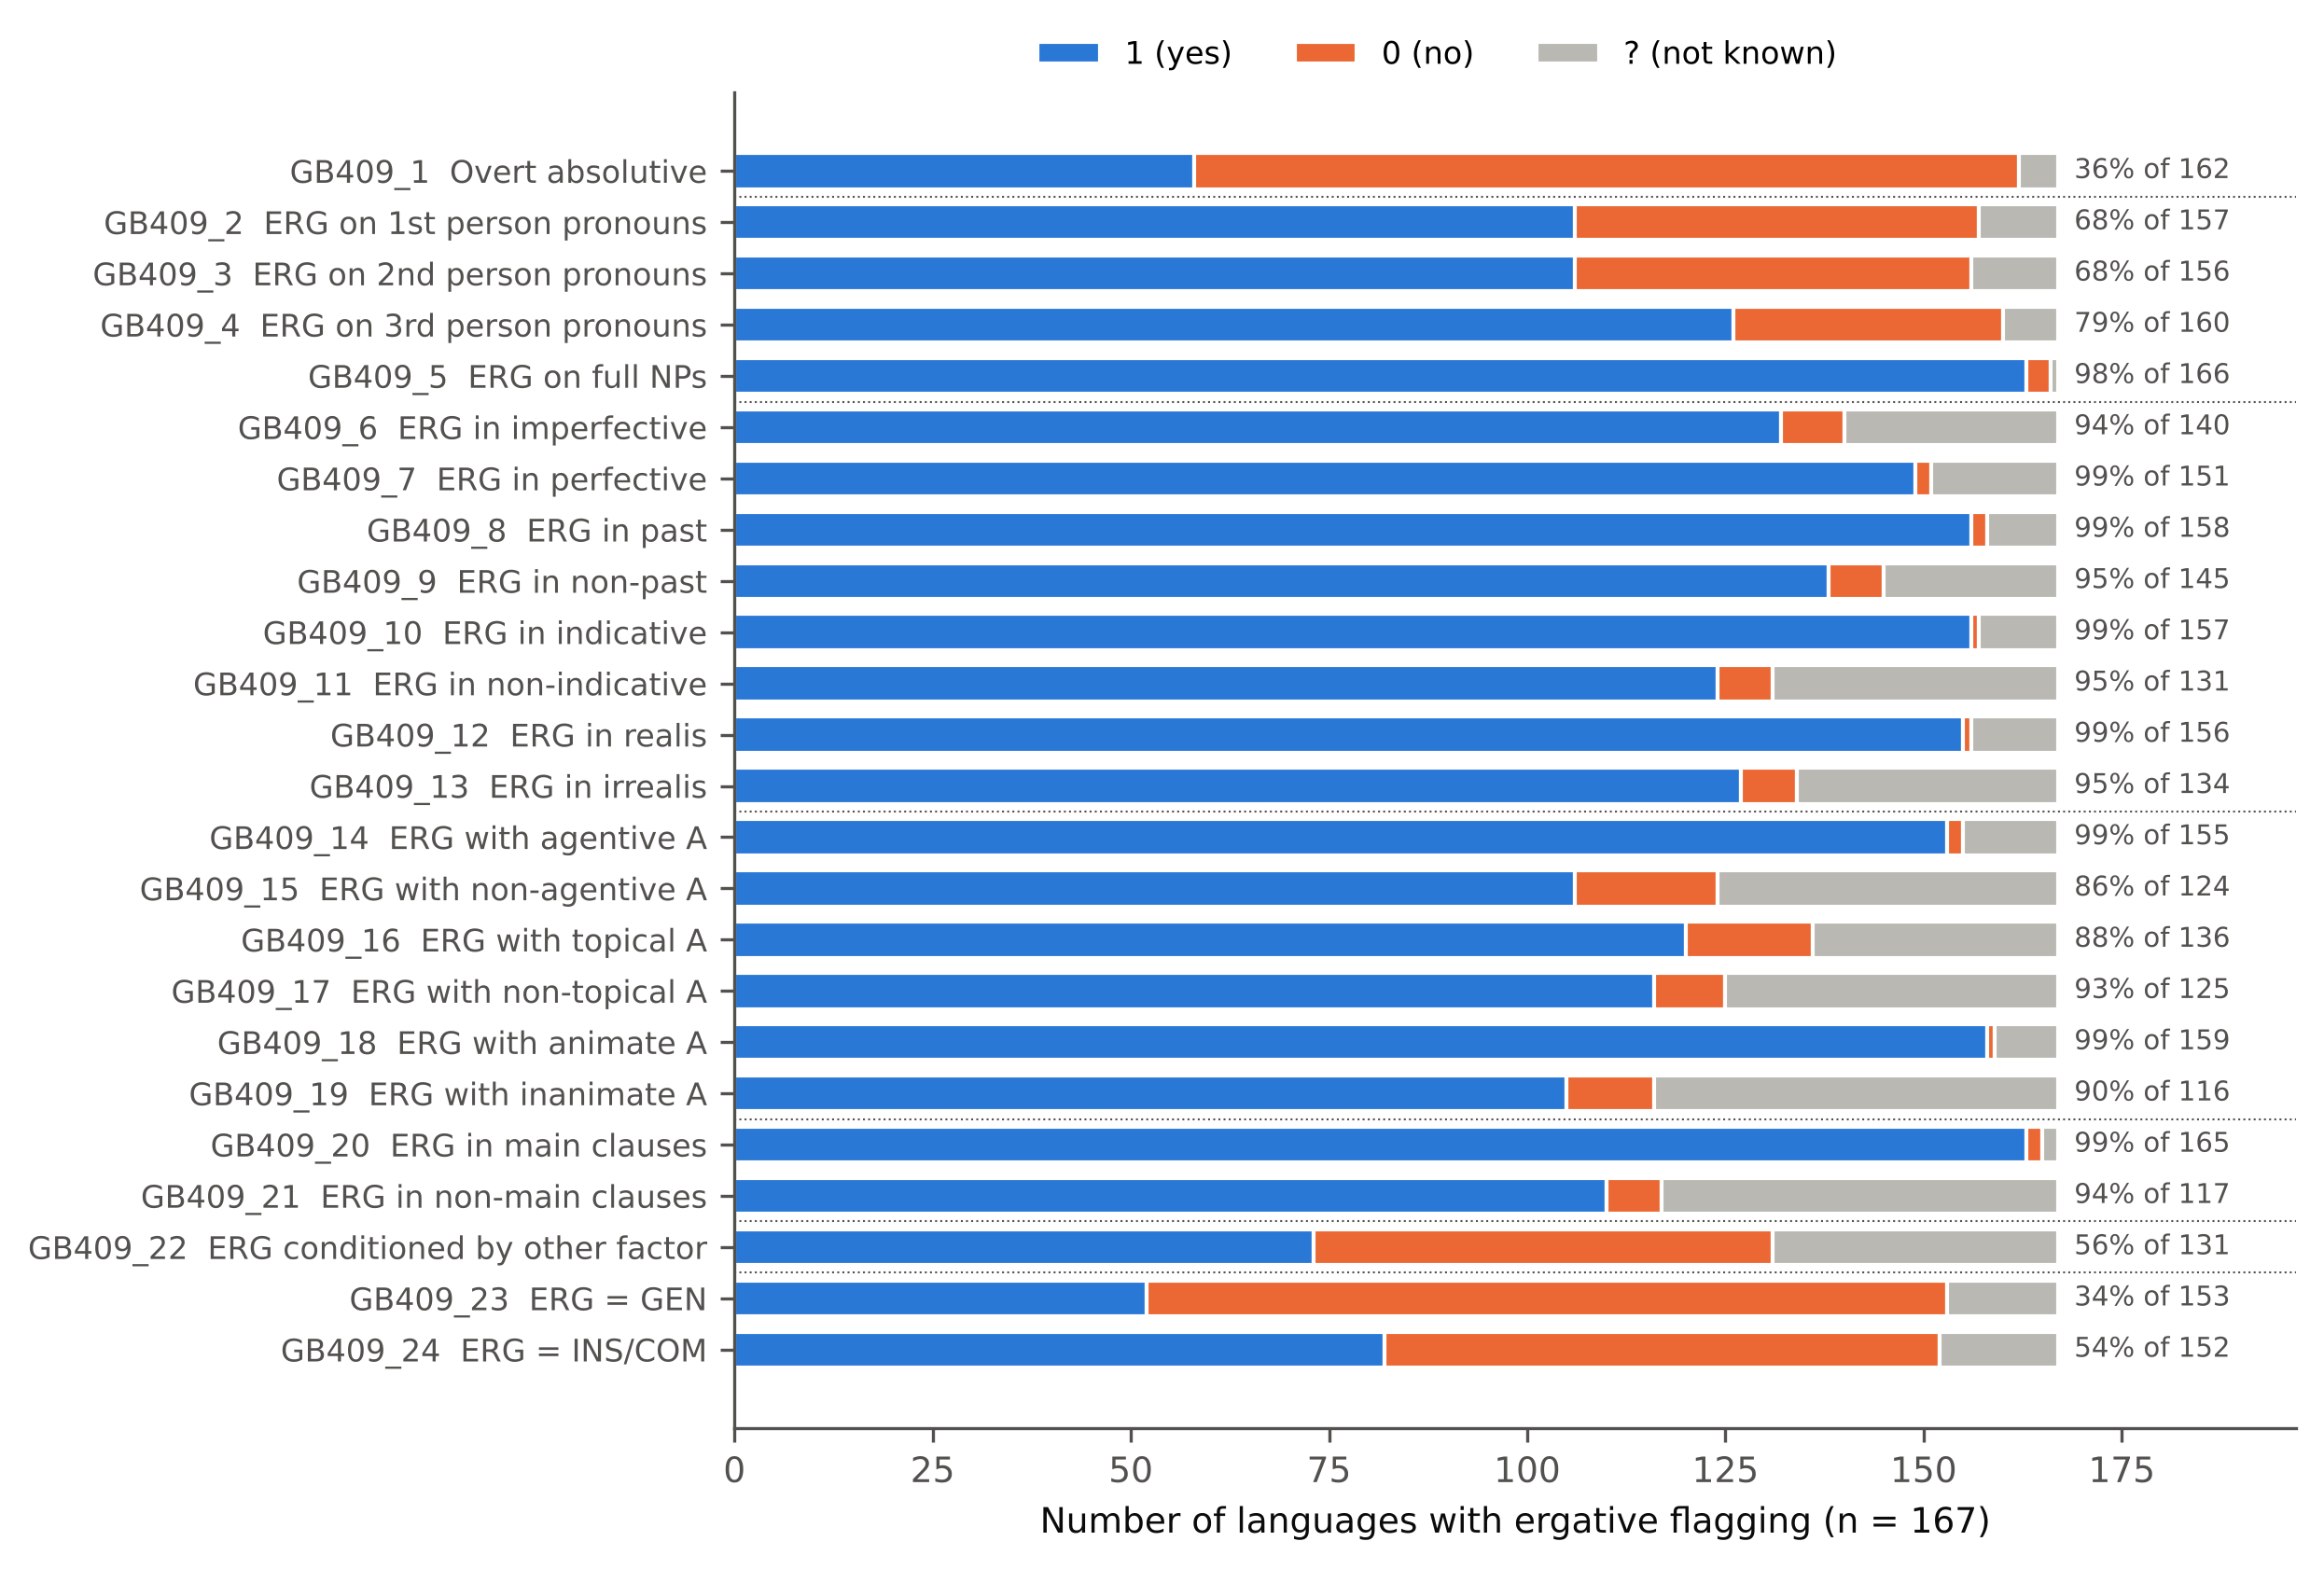 1 (yes) 0 (no) ? (not known)
GB409_1 Overt absolutive 36% of 162
GB409_2 ERG on 1st person pronouns 68% of 157
GB409_3 ERG on 2nd person pronouns 68% of 156
GB409_4 ERG on 3rd person pronouns 79% of 160
GB409_5 ERG on full NPs 98% of 166
GB409_6 ERG in imperfective 94% of 140
GB409_7 ERG in perfective 99% of 151
GB409_8 ERG in past 99% of 158
GB409_9 ERG in non-past 95% of 145
GB409_10 ERG in indicative 99% of 157
GB409_11 ERG in non-indicative 95% of 131
GB409_12 ERG in realis 99% of 156
GB409_13 ERG in irrealis 95% of 134
GB409_14 ERG with agentive A 99% of 155
GB409_15 ERG with non-agentive A 86% of 124
GB409_16 ERG with topical A 88% of 136
GB409_17 ERG with non-topical A 93% of 125
GB409_18 ERG with animate A 99% of 159
GB409_19 ERG with inanimate A 90% of 116
GB409_20 ERG in main clauses 99% of 165
GB409_21 ERG in non-main clauses 94% of 117
GB409_22 ERG conditioned by other factor 56% of 131
GB409_23 ERG = GEN 34% of 153
GB409_24 ERG = INS/COM 54% of 152
0 25 50 75 100 125 150 175
Number of languages with ergative flagging (n = 167)